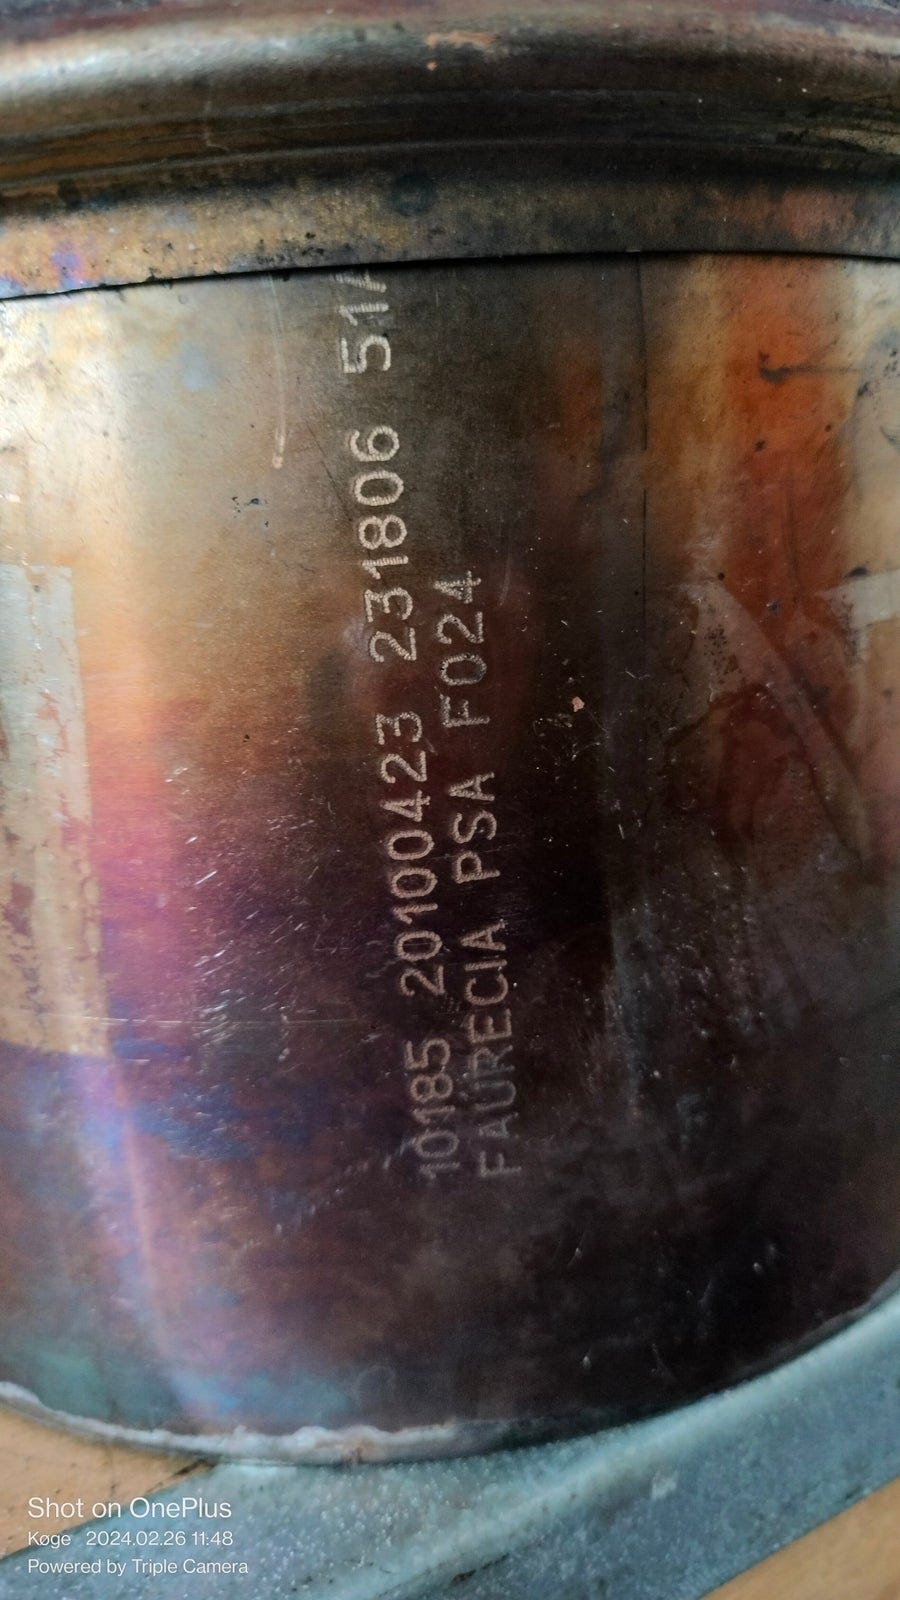 10185 20100423 231806 51
FAURECIA PSA F024
Shot on OnePlus
Køge 2024.02.26 11:48
Powered by Triple Camera